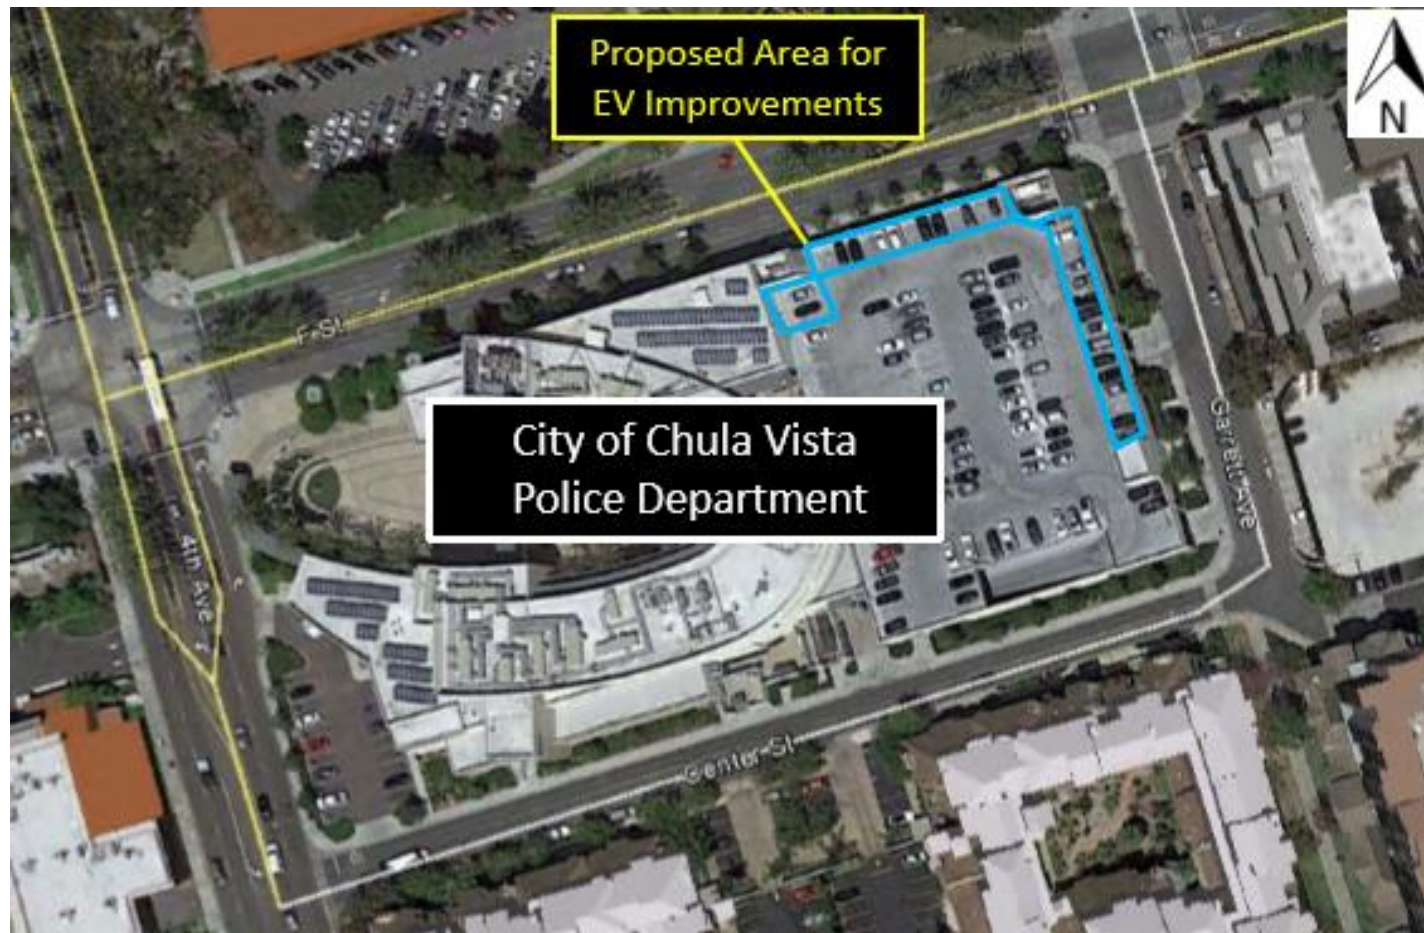 Proposed Area for
EV Improvements
N
F St
City of Chula Vista
Police Department
Garrett Ave
4th Ave
Center St